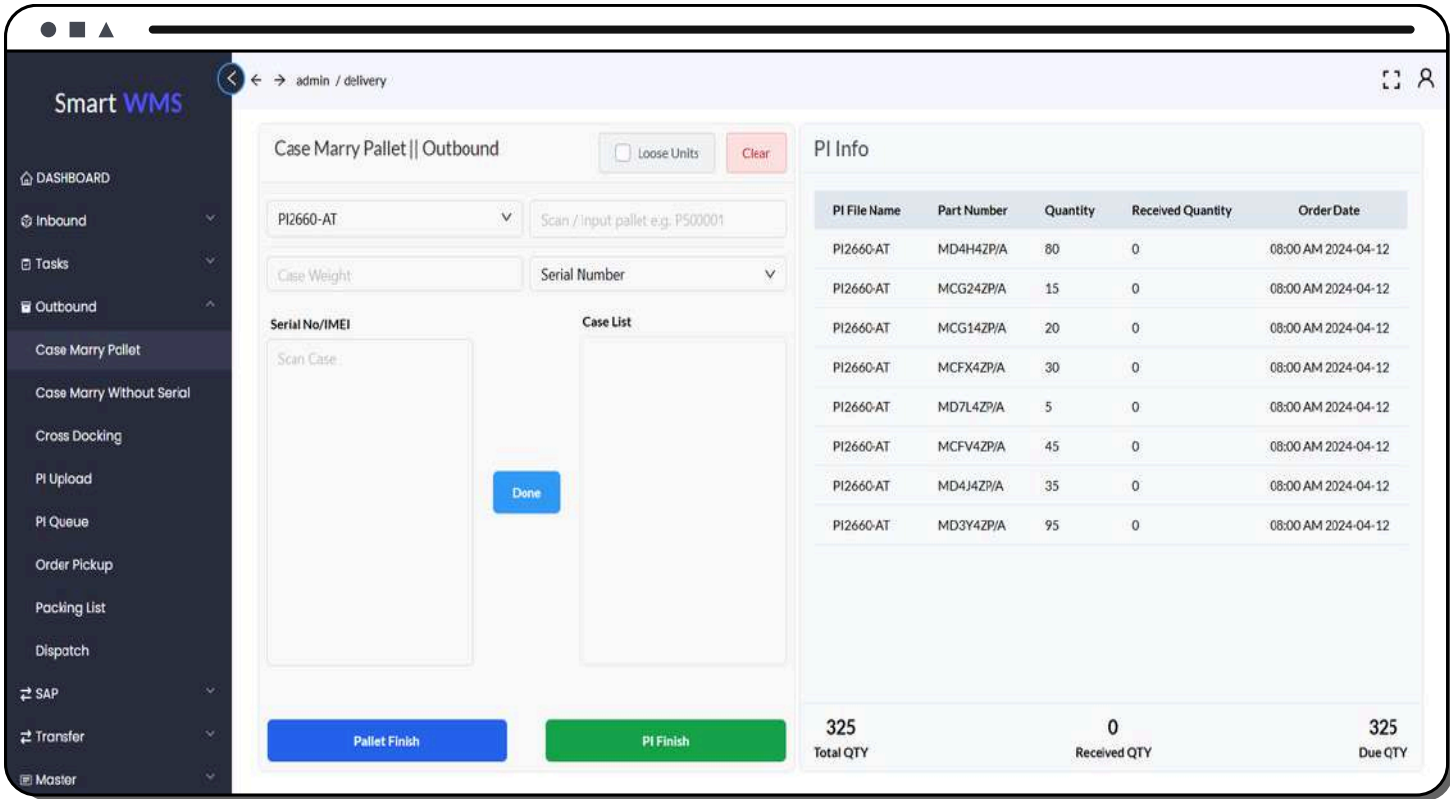 Smart WMS
admin / delivery
DASHBOARD
Inbound
Tasks
Outbound
Case Marry Pallet
Case Marry Without Serial
Cross Docking
PI Upload
PI Queue
Order Pickup
Packing List
Dispatch
SAP
Transfer
Master
Case Marry Pallet || Outbound
Loose Units
Clear
PI2660-AT
Scan / input pallet e.g. PS00001
Case Weight
Serial Number
Serial No/IMEI
Case List
Scan Case
Done
Pallet Finish
PI Finish
PI Info
PI File Name Part Number Quantity Received Quantity Order Date
PI2660-AT MD4H4ZP/A 80 0 08:00 AM 2024-04-12
PI2660-AT MCG24ZP/A 15 0 08:00 AM 2024-04-12
PI2660-AT MCG14ZP/A 20 0 08:00 AM 2024-04-12
PI2660-AT MCFX4ZP/A 30 0 08:00 AM 2024-04-12
PI2660-AT MD7L4ZP/A 5 0 08:00 AM 2024-04-12
PI2660-AT MCFV4ZP/A 45 0 08:00 AM 2024-04-12
PI2660-AT MD4J4ZP/A 35 0 08:00 AM 2024-04-12
PI2660-AT MD3Y4ZP/A 95 0 08:00 AM 2024-04-12
325 0 325
Total QTY Received QTY Due QTY